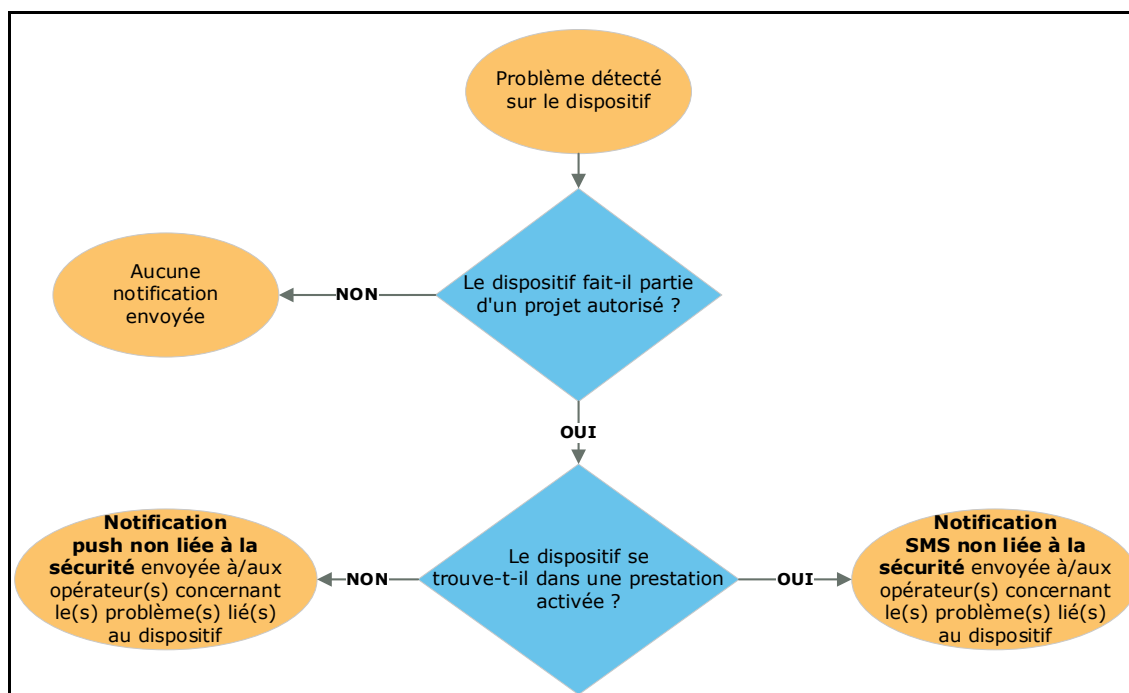 Problème détecté
sur le dispositif
Le dispositif fait-il partie
d'un projet autorisé ?
NON
Aucune
notification
envoyée
OUI
Le dispositif se
trouve-t-il dans une prestation
activée ?
NON
Notification
push non liée à la
sécurité envoyée à/aux
opérateur(s) concernant
le(s) problème(s) lié(s)
au dispositif
OUI
Notification
SMS non liée à la
sécurité envoyée à/aux
opérateur(s) concernant
le(s) problème(s) lié(s)
au dispositif